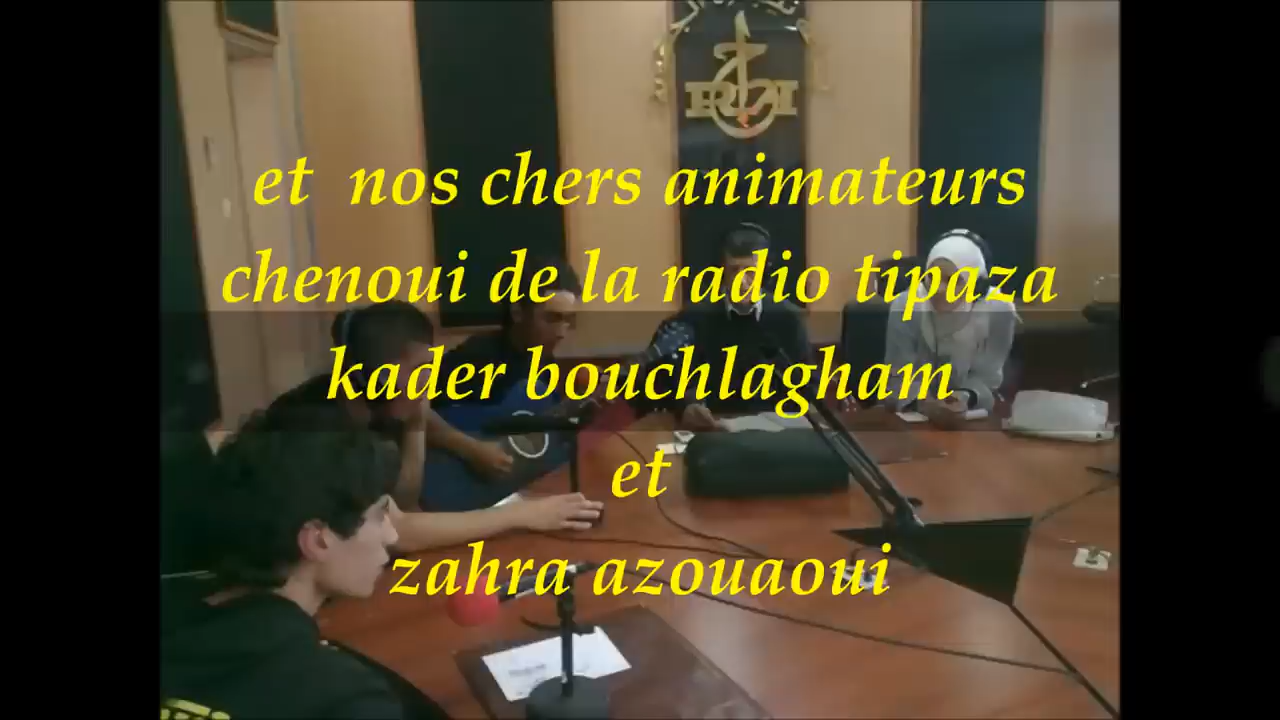 et nos chers animateurs
chenoui de la radio tipaza
kader bouchlagham
et
zahra azouaoui